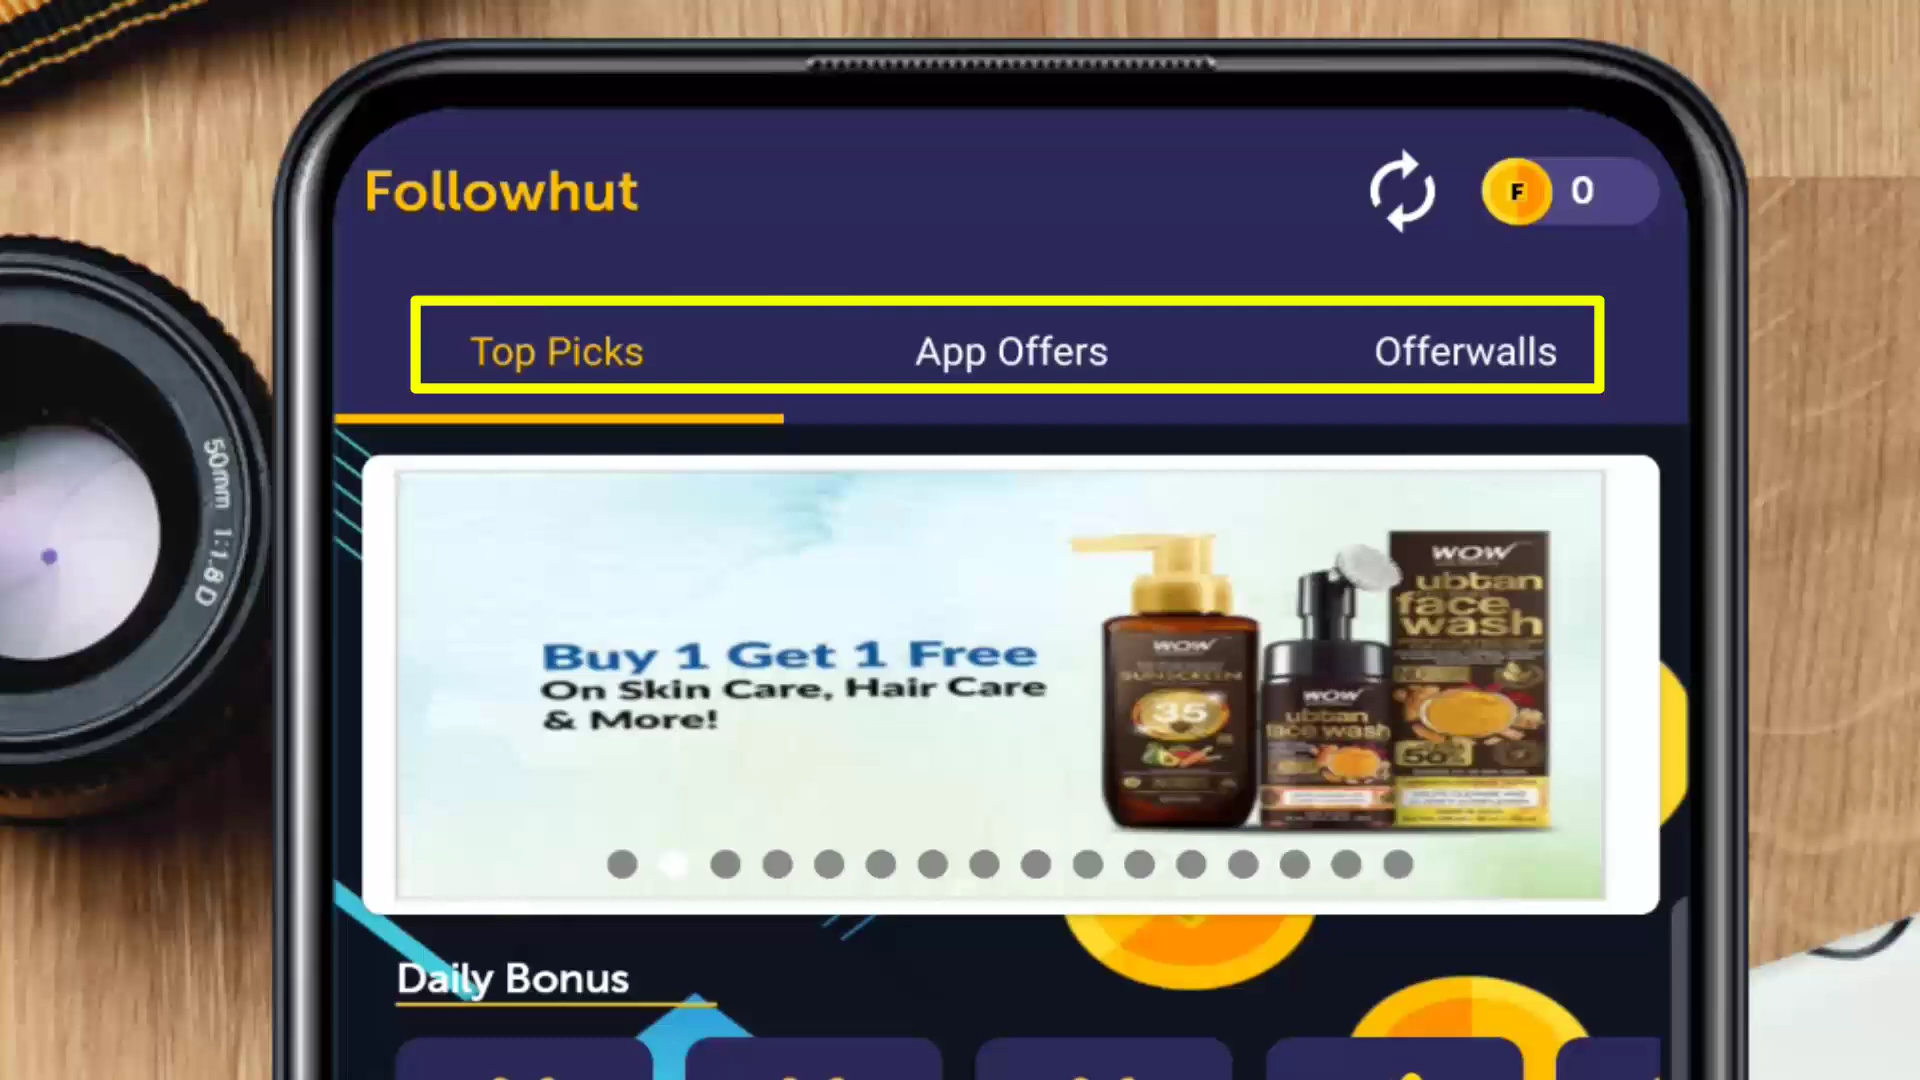 Followhut
F
0
Top Picks
App Offers
Offerwalls
50mm 1:1.8D
WOW
ubtan
face
wash
WOW
SUNSCREEN
35
WOW
ubtan
face wash
Buy 1 Get 1 Free
On Skin Care, Hair Care
& More!
Daily Bonus